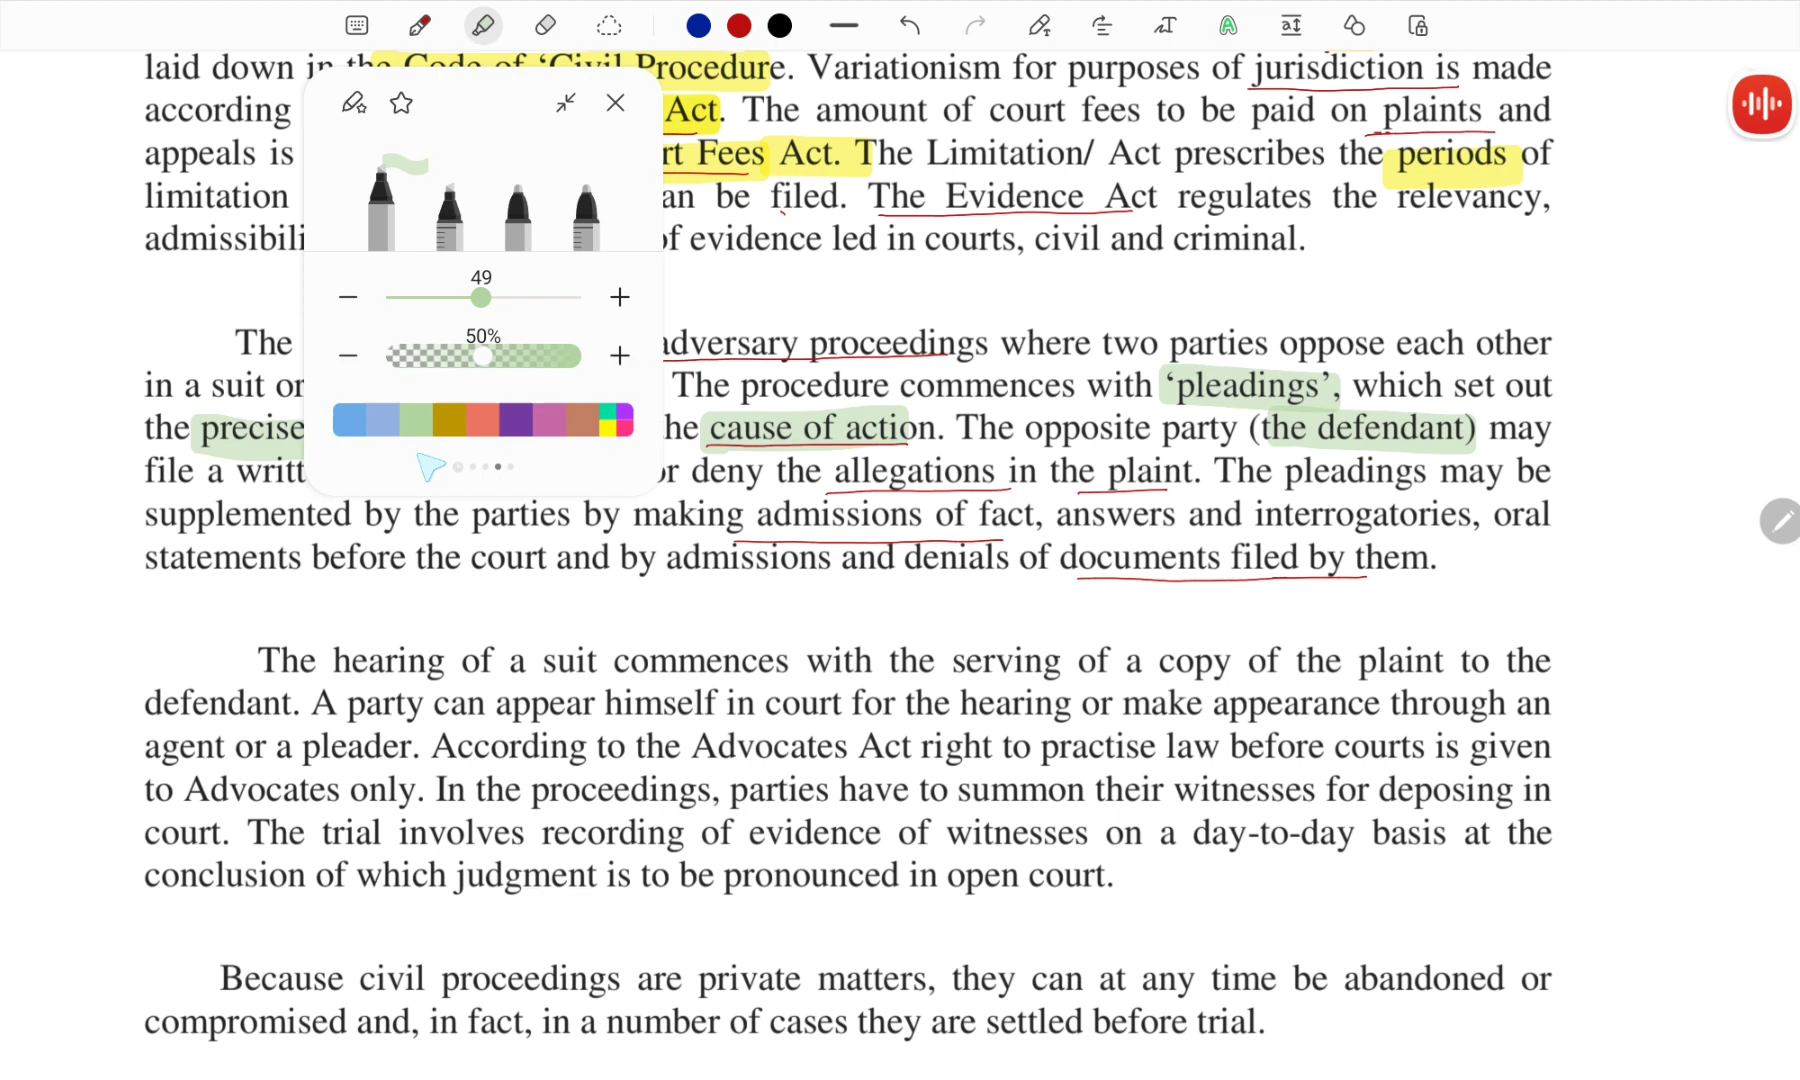 laid down in the Code of ‘Civil Procedure. Variationism for purposes of jurisdiction is made
according Act. The amount of court fees to be paid on plaints and
appeals is rt Fees Act. The Limitation/ Act prescribes the periods of
limitation an be filed. The Evidence Act regulates the relevancy,
admissibili of evidence led in courts, civil and criminal.
49
50%
The adversary proceedings where two parties oppose each other
in a suit or The procedure commences with ‘pleadings’, which set out
the precise he cause of action. The opposite party (the defendant) may
file a writt or deny the allegations in the plaint. The pleadings may be
supplemented by the parties by making admissions of fact, answers and interrogatories, oral
statements before the court and by admissions and denials of documents filed by them.
The hearing of a suit commences with the serving of a copy of the plaint to the
defendant. A party can appear himself in court for the hearing or make appearance through an
agent or a pleader. According to the Advocates Act right to practise law before courts is given
to Advocates only. In the proceedings, parties have to summon their witnesses for deposing in
court. The trial involves recording of evidence of witnesses on a day-to-day basis at the
conclusion of which judgment is to be pronounced in open court.
Because civil proceedings are private matters, they can at any time be abandoned or
compromised and, in fact, in a number of cases they are settled before trial.